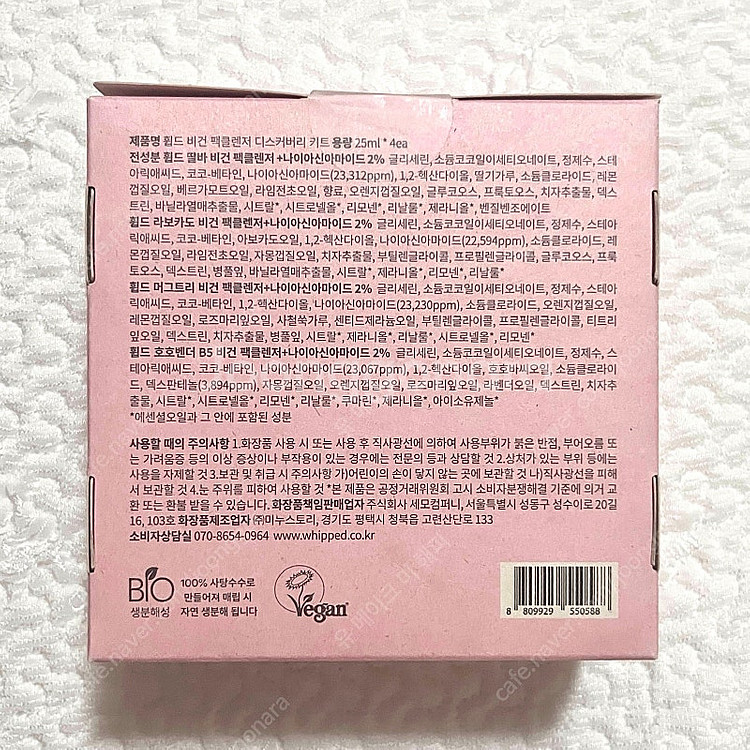 제품명 휩드 비건 팩클렌저 디스커버리 키트 용량 25ml * 4ea
전성분 휩드 딸바 비건 팩클렌저 +나이아신아마이드 2% 글리세린, 소듐코코일이세티오네이트, 정제수, 스테
아릭애씨드, 코코-베타인, 나이아신아마이드(23,312ppm), 1,2-헥산다이올, 딸기가루, 소듐클로라이드, 레몬
껍질오일, 베르가모트오일, 라임전초오일, 향료, 오렌지껍질오일, 글루코오스, 프룩토오스, 치자추출물, 덱스
트린, 바닐라열매추출물, 시트랄*, 시트로넬올*, 리모넨*, 리날룰*, 제라니올*, 벤질벤조에이트
휩드 라보카도 비건 팩클렌저+나이아신아마이드 2% 글리세린, 소듐코코일이세티오네이트, 정제수, 스테아
릭애씨드, 코코-베타인, 아보카도오일, 1,2-헥산다이올, 나이아신아마이드(22,594ppm), 소듐클로라이드, 레
몬껍질오일, 라임전초오일, 자몽껍질오일, 치자추출물, 부틸렌글라이콜, 프로필렌글라이콜, 글루코오스, 프룩
토오스, 덱스트린, 병풀잎, 바닐라열매추출물, 시트랄*, 제라니올*, 리모넨*, 리날룰*
휩드 머그트리 비건 팩클렌저+나이아신아마이드 2% 글리세린, 소듐코코일이세티오네이트, 정제수, 스테아
릭애씨드, 코코-베타인, 1,2-헥산다이올, 나이아신아마이드(23,230ppm), 소듐클로라이드, 오렌지껍질오일,
레몬껍질오일, 로즈마리잎오일, 사철쑥가루, 센티드제라늄오일, 부틸렌글라이콜, 프로필렌글라이콜, 티트리
잎오일, 덱스트린, 치자추출물, 병풀잎, 시트랄*, 제라니올*, 리날룰*, 시트로넬올*, 리모넨*
휩드 호호벤더 B5 비건 팩클렌저+나이아신아마이드 2% 글리세린, 소듐코코일이세티오네이트, 정제수, 스
테아릭애씨드, 코코-베타인, 나이아신아마이드(23,067ppm), 1,2-헥산다이올, 호호바씨오일, 소듐클로라이
드, 덱스판테놀(3,894ppm), 자몽껍질오일, 오렌지껍질오일, 로즈마리잎오일, 라벤더오일, 덱스트린, 치자추
출물, 시트랄*, 시트로넬올*, 리모넨*, 리날룰*, 쿠마린*, 제라니올*, 아이소유제놀*
*에센셜오일과 그 안에 포함된 성분
사용할 때의 주의사항 1.화장품 사용 시 또는 사용 후 직사광선에 의하여 사용부위가 붉은 반점, 부어오름 또
는 가려움증 등의 이상 증상이나 부작용이 있는 경우에는 전문의 등과 상담할 것 2.상처가 있는 부위 등에는
사용을 자제할 것 3.보관 및 취급 시 주의사항 가)어린이의 손이 닿지 않는 곳에 보관할 것 나)직사광선을 피해
서 보관할 것 4.눈 주위를 피하여 사용할 것 *본 제품은 공정거래위원회 고시 소비자분쟁해결 기준에 의거 교
환 또는 환불 받을 수 있습니다. 화장품책임판매업자 주식회사 세모컴퍼니, 서울특별시 성동구 성수이로 20길
16, 103호 화장품제조업자 ㈜미누스토리, 경기도 평택시 청북읍 고련산단로 133
소비자상담실 070-8654-0964 www.whipped.co.kr
BIO
생분해성
100% 사탕수수로
만들어져 매립 시
자연 생분해 됩니다
Vegan
8 809929 550588